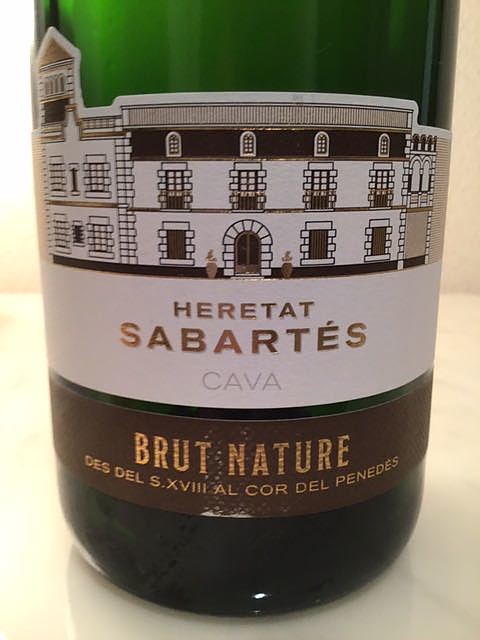 HERETAT
SABARTÉS
CAVA
BRUT NATURE
DES DEL S.XVIII AL COR DEL PENEDÈS